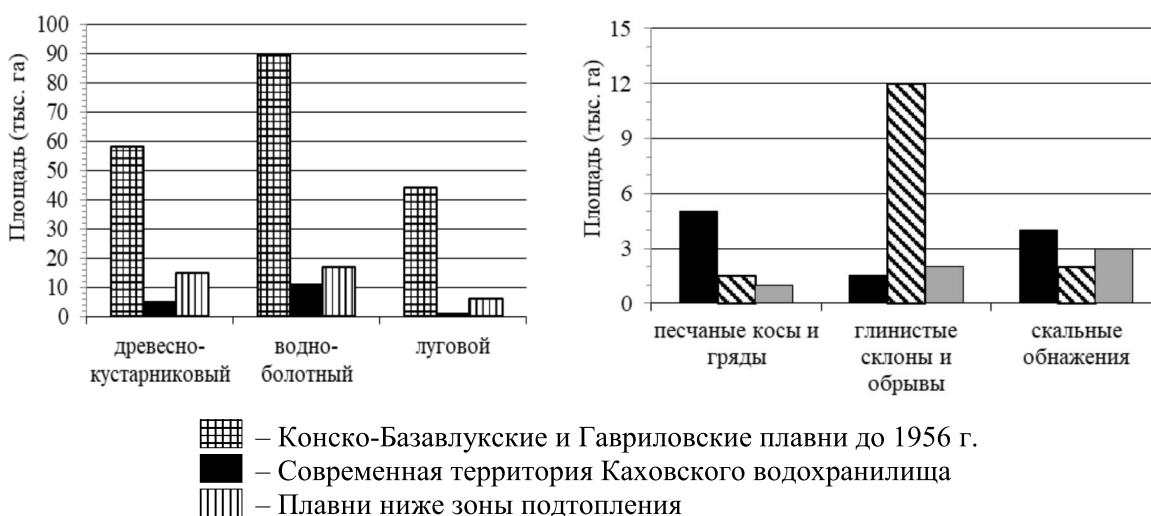 Площадь (тыс. га)
100
90
80
70
60
50
40
30
20
10
0
древесно-
кустарниковый
водно-
болотный
луговой
Площадь (тыс. га)
15
12
9
6
3
0
песчаные косы и
гряды
глинистые
склоны и
обрывы
скальные
обнажения
– Конско-Базавлукские и Гавриловские плавни до 1956 г.
– Современная территория Каховского водохранилища
– Плавни ниже зоны подтопления